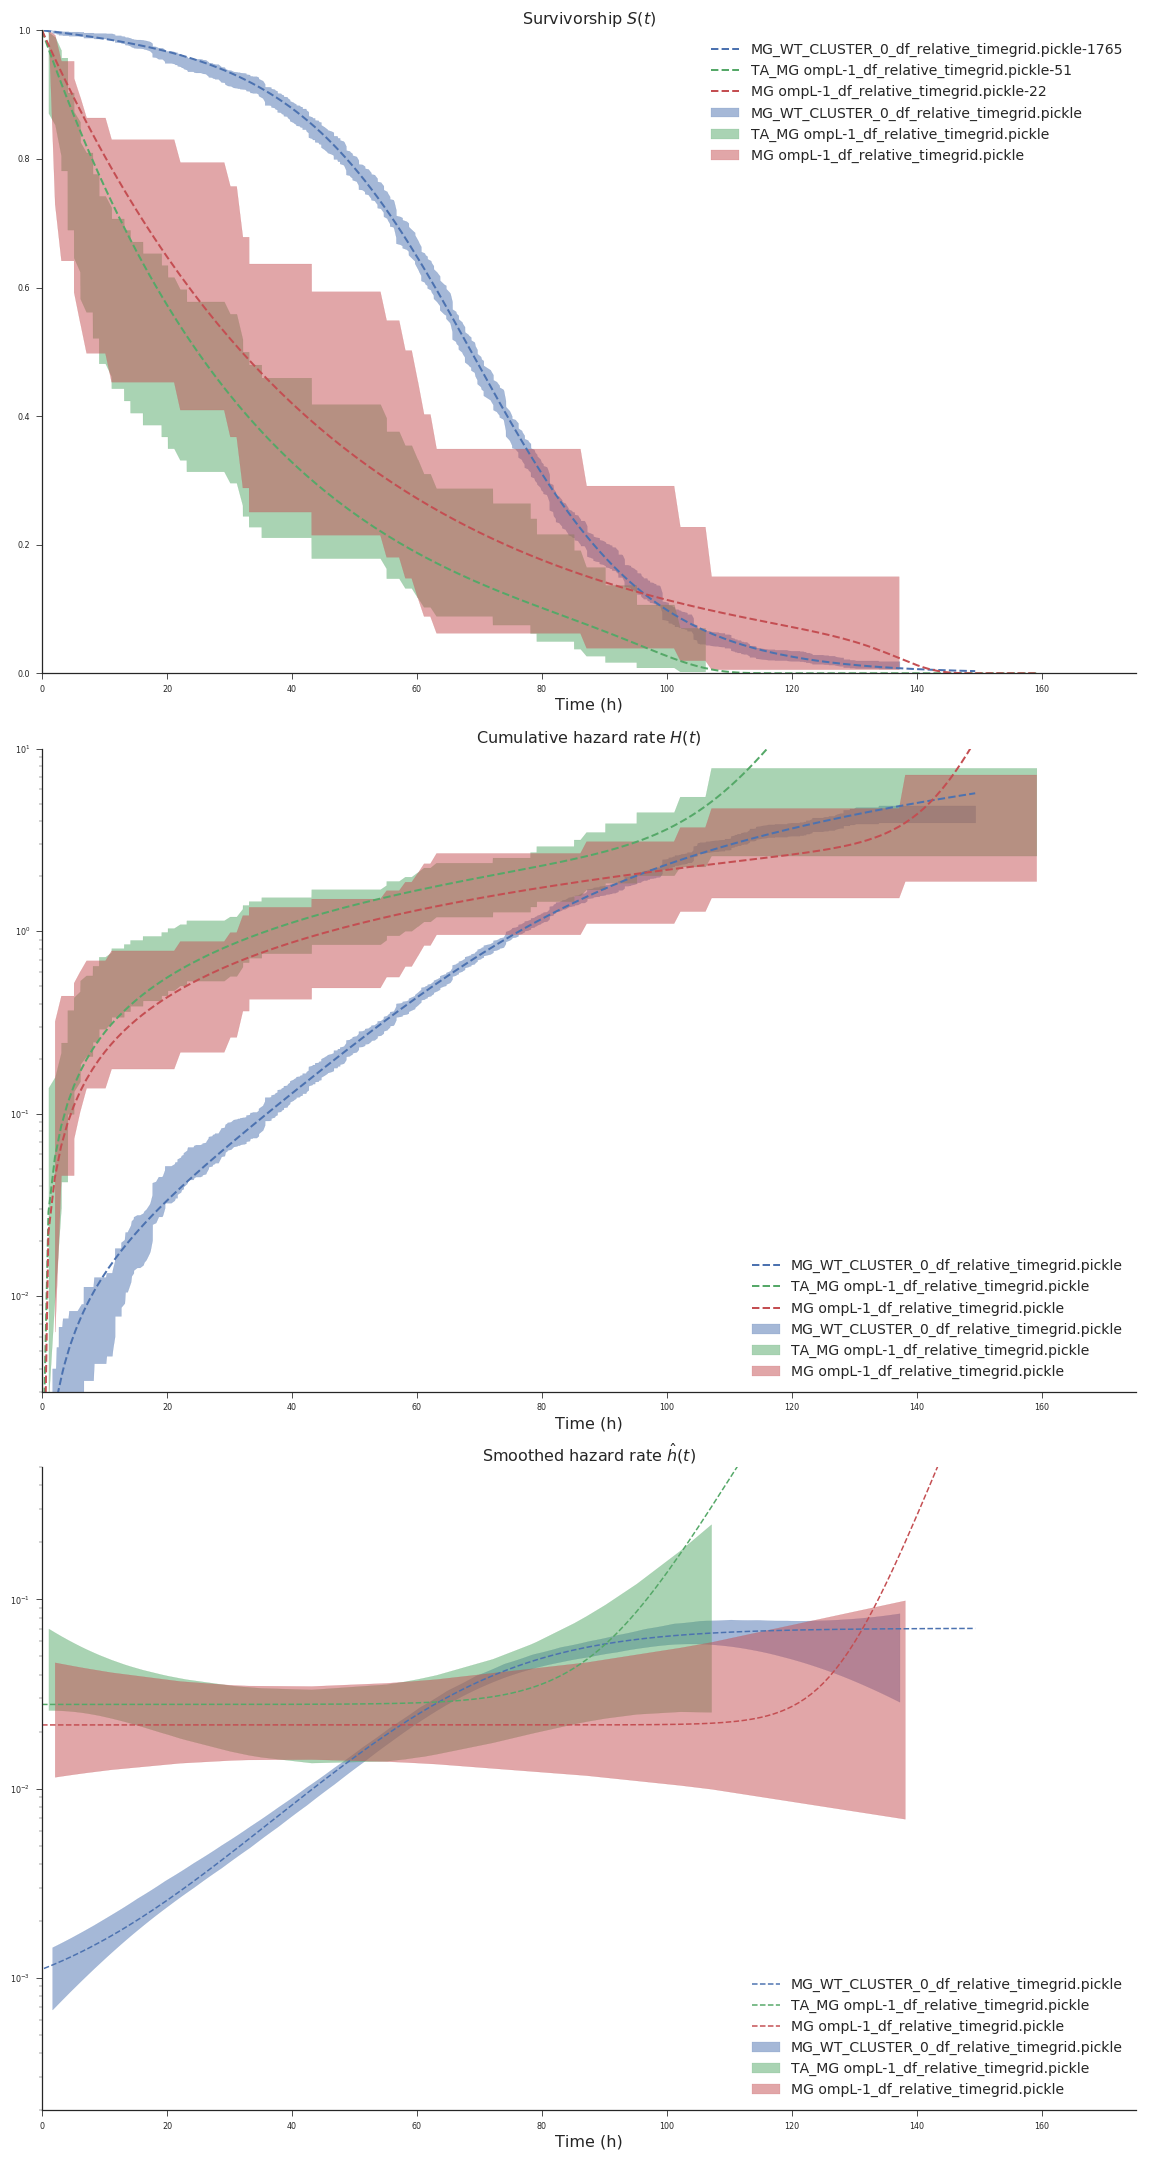 Survivorship S(t)
1.0
0.8
0.6
0.4
0.2
0.0
MG_WT_CLUSTER_0_df_relative_timegrid.pickle-1765
TA_MG ompL-1_df_relative_timegrid.pickle-51
MG ompL-1_df_relative_timegrid.pickle-22
MG_WT_CLUSTER_0_df_relative_timegrid.pickle
TA_MG ompL-1_df_relative_timegrid.pickle
MG ompL-1_df_relative_timegrid.pickle
0 20 40 60 80 100 120 140 160
Time (h)
Cumulative hazard rate H(t)
10¹
10⁰
10⁻¹
10⁻²
MG_WT_CLUSTER_0_df_relative_timegrid.pickle
TA_MG ompL-1_df_relative_timegrid.pickle
MG ompL-1_df_relative_timegrid.pickle
MG_WT_CLUSTER_0_df_relative_timegrid.pickle
TA_MG ompL-1_df_relative_timegrid.pickle
MG ompL-1_df_relative_timegrid.pickle
0 20 40 60 80 100 120 140 160
Time (h)
Smoothed hazard rate ĥ(t)
10⁻¹
10⁻²
10⁻³
MG_WT_CLUSTER_0_df_relative_timegrid.pickle
TA_MG ompL-1_df_relative_timegrid.pickle
MG ompL-1_df_relative_timegrid.pickle
MG_WT_CLUSTER_0_df_relative_timegrid.pickle
TA_MG ompL-1_df_relative_timegrid.pickle
MG ompL-1_df_relative_timegrid.pickle
0 20 40 60 80 100 120 140 160
Time (h)